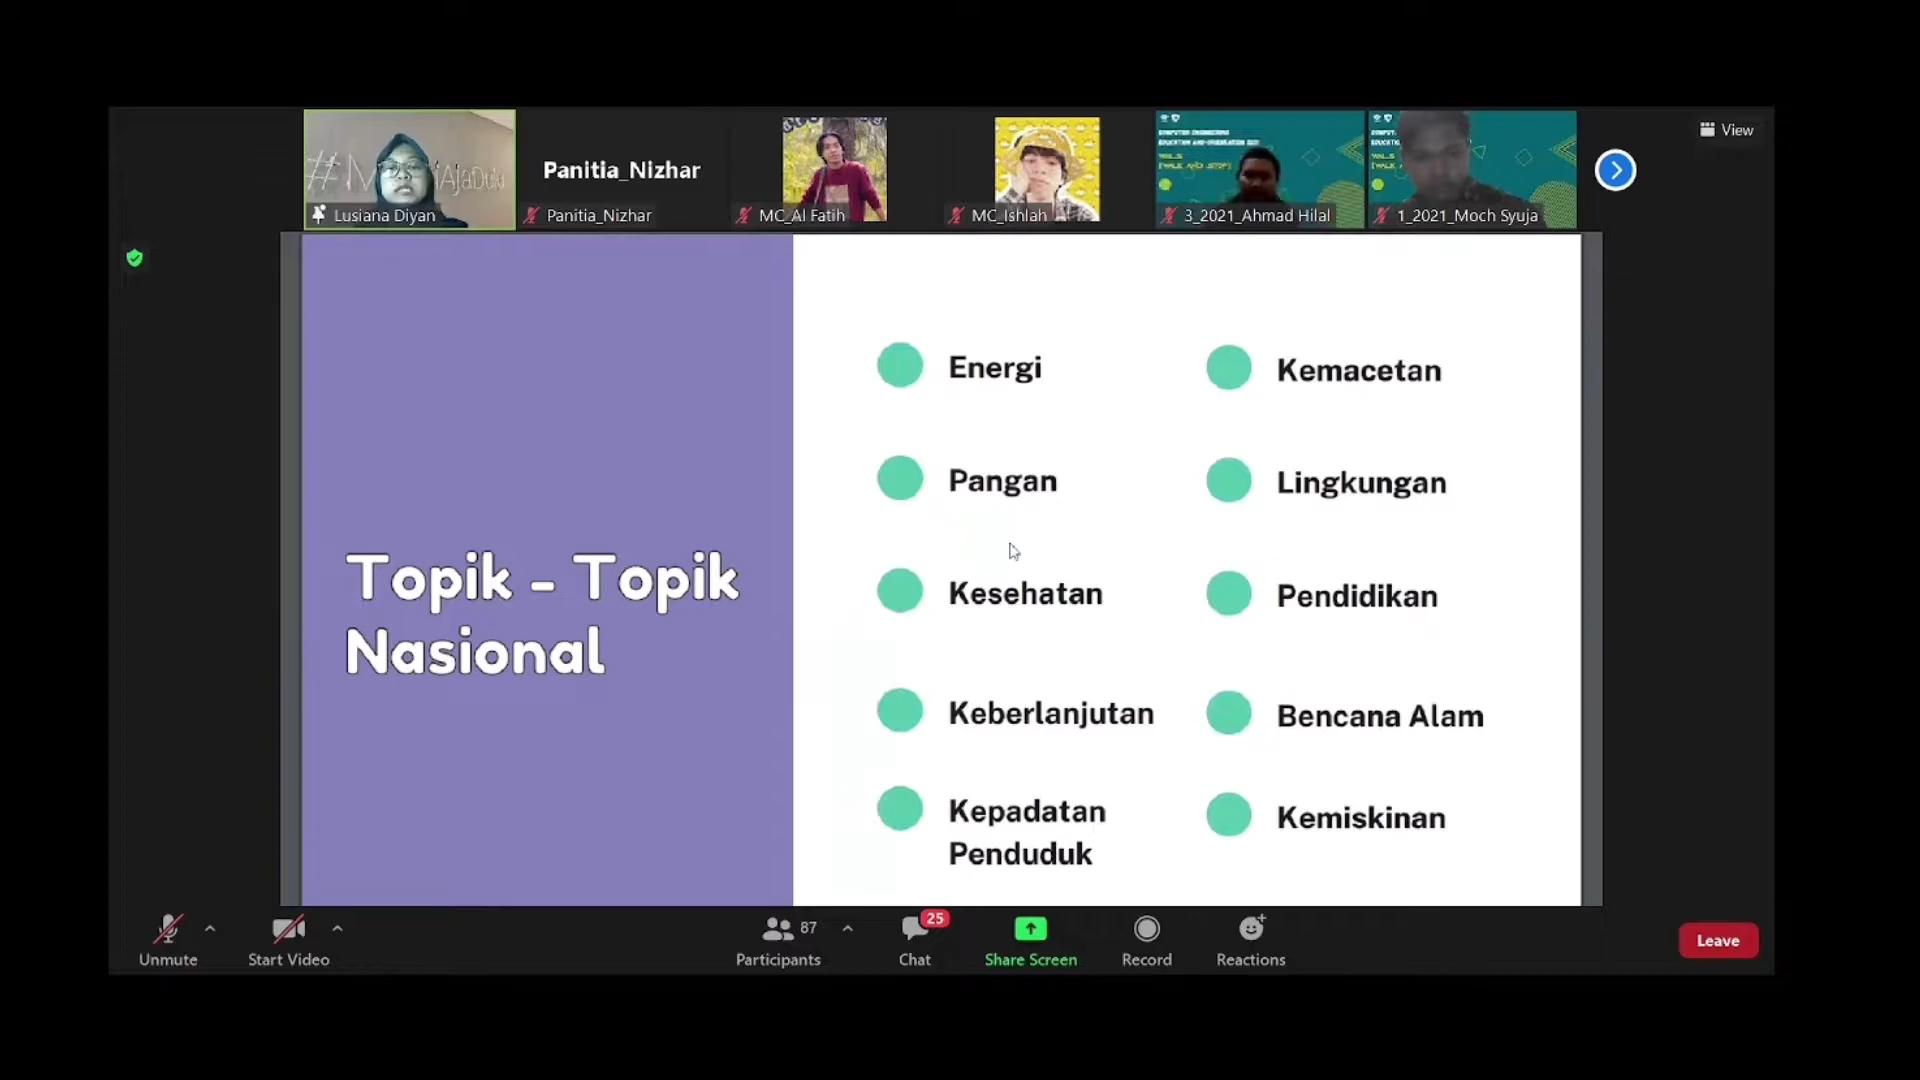 View
Panitia_Nizhar
Lusiana Diyan
Panitia_Nizhar
MC_Al Fatih
MC_Ishlah
COMPUTER ENGINEERING
3_2021_Ahmad Hilal
1_2021_Moch Syuja
Topik - Topik
Nasional
Energi
Kemacetan
Pangan
Lingkungan
Kesehatan
Pendidikan
Keberlanjutan
Bencana Alam
Kepadatan
Penduduk
Kemiskinan
Unmute
Start Video
87
Participants
25
Chat
Share Screen
Record
Reactions
Leave